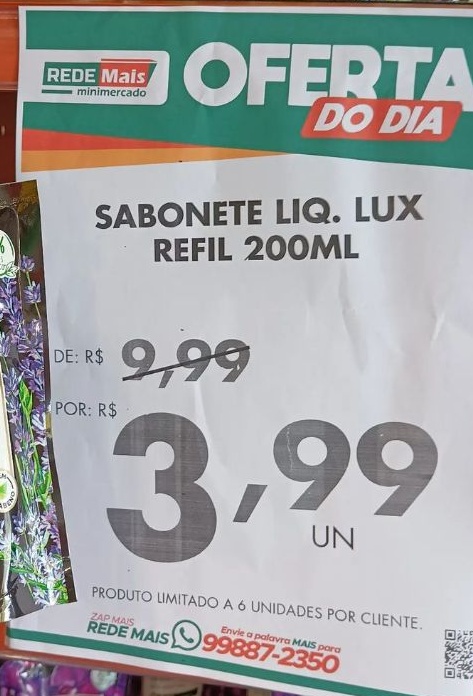 REDE Mais
minimercado
OFERTA
DO DIA
SABONETE LIQ. LUX
REFIL 200ML
DE: R$ 9,99
POR: R$
3,99
UN
PRODUTO LIMITADO A 6 UNIDADES POR CLIENTE.
ZAP MAIS
REDE MAIS
Envie a palavra MAIS para
99887-2350